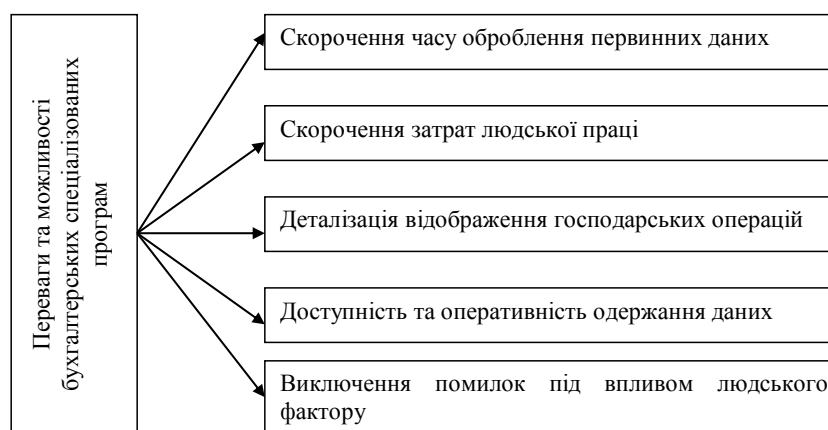 Переваги та можливості
бухгалтерських спеціалізованих
програм
Скорочення часу оброблення первинних даних
Скорочення затрат людської праці
Деталізація відображення господарських операцій
Доступність та оперативність одержання даних
Виключення помилок під впливом людського
фактору